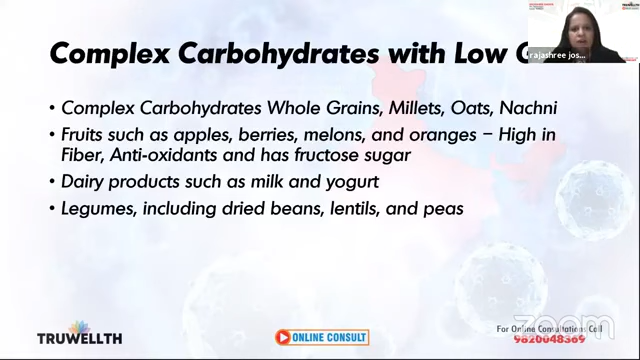 Complex Carbohydrates with Low G
rajashree jos...
• Complex Carbohydrates Whole Grains, Millets, Oats, Nachni
• Fruits such as apples, berries, melons, and oranges – High in
Fiber, Anti-oxidants and has fructose sugar
• Dairy products such as milk and yogurt
• Legumes, including dried beans, lentils, and peas
TRUWELLTH
ONLINE CONSULT
For Online Consultations Call
9820048369
zoom